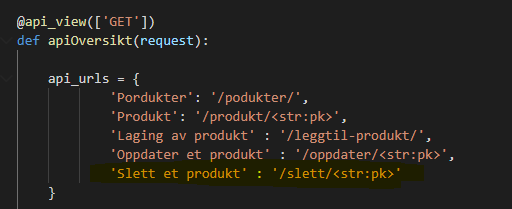 @api_view(['GET'])
def apiOversikt(request):
api_urls = {
'Pordukter': '/podukter/',
'Produkt': '/produkt/<str:pk>',
'Laging av produkt' : '/leggtil-produkt/',
'Oppdater et produkt' : '/oppdater/<str:pk>',
'Slett et produkt' : '/slett/<str:pk>'
}